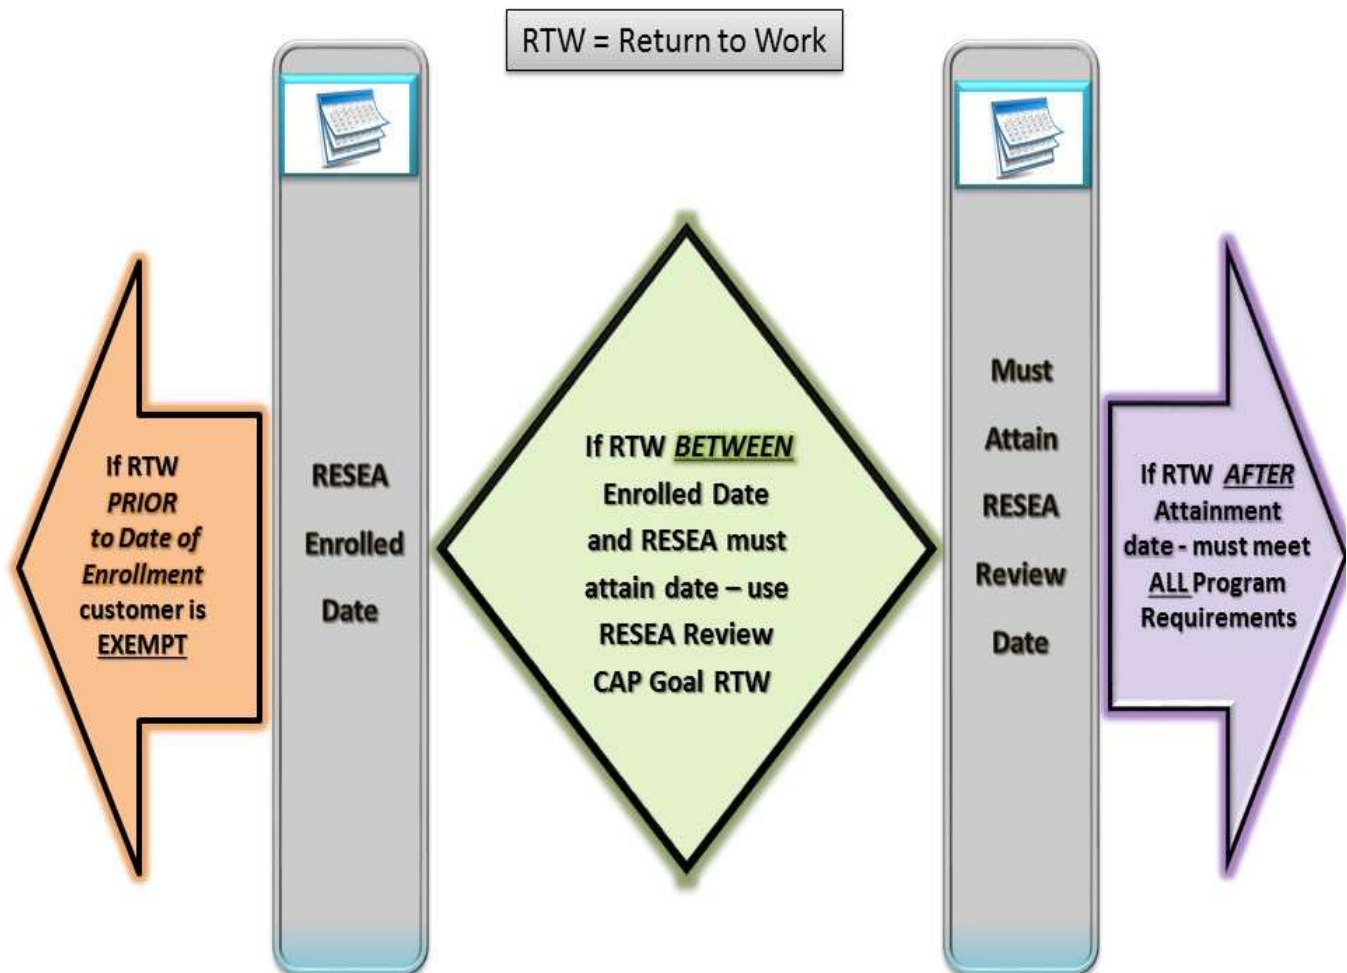 RTW = Return to Work
If RTW
PRIOR
to Date of
Enrollment
customer is
EXEMPT
RESEA
Enrolled
Date
If RTW BETWEEN
Enrolled Date
and RESEA must
attain date – use
RESEA Review
CAP Goal RTW
Must
Attain
RESEA
Review
Date
If RTW AFTER
Attainment
date - must meet
ALL Program
Requirements